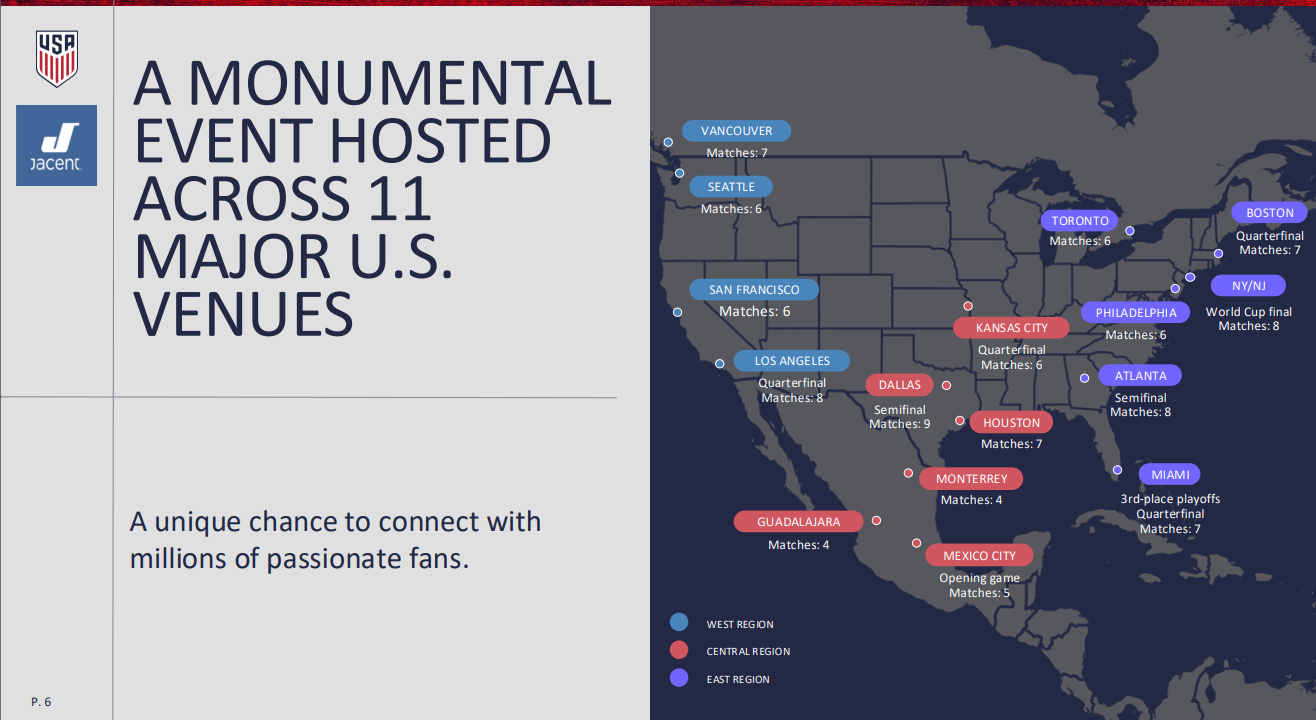 USA
Jacent
A MONUMENTAL
EVENT HOSTED
ACROSS 11
MAJOR U.S.
VENUES
A unique chance to connect with
millions of passionate fans.
P. 6
VANCOUVER
Matches: 7
SEATTLE
Matches: 6
SAN FRANCISCO
Matches: 6
LOS ANGELES
Quarterfinal
Matches: 8
TORONTO
Matches: 6
BOSTON
Quarterfinal
Matches: 7
NY/NJ
World Cup final
Matches: 8
PHILADELPHIA
Matches: 6
KANSAS CITY
Quarterfinal
Matches: 6
DALLAS
Semifinal
Matches: 9
ATLANTA
Semifinal
Matches: 8
HOUSTON
Matches: 7
MONTERREY
Matches: 4
MIAMI
3rd-place playoffs
Quarterfinal
Matches: 7
GUADALAJARA
Matches: 4
MEXICO CITY
Opening game
Matches: 5
WEST REGION
CENTRAL REGION
EAST REGION